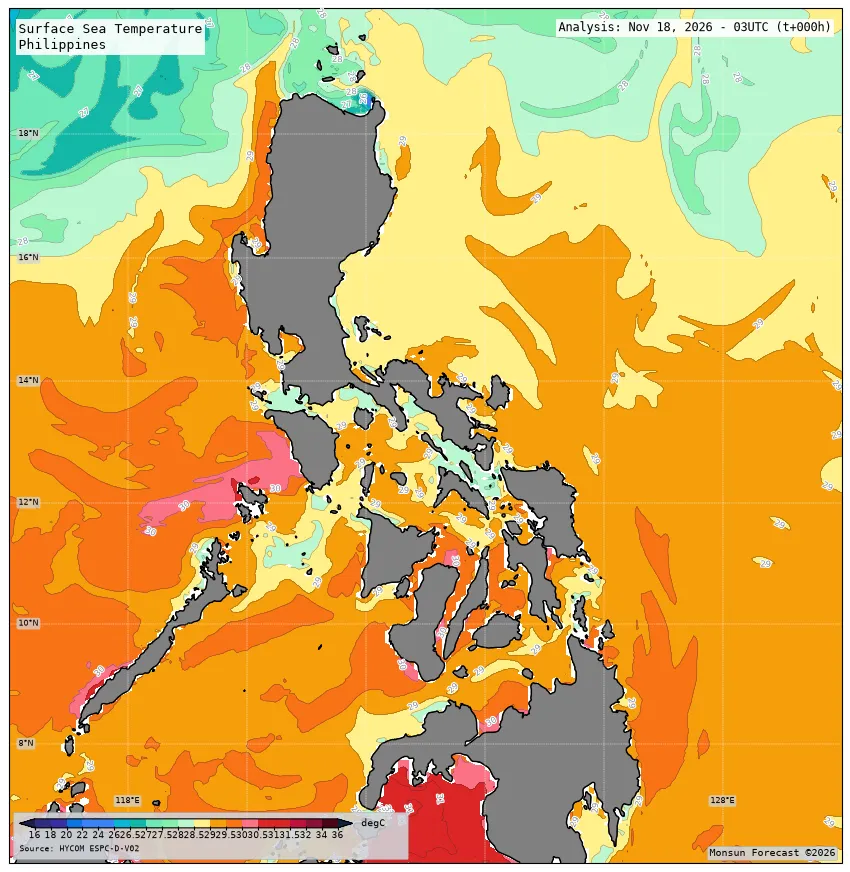 Surface Sea Temperature
Philippines
Analysis: Nov 18, 2026 - 03UTC (t+000h)
18°N
16°N
14°N
12°N
10°N
8°N
118°E
128°E
16 18 20 22 24 26 26.5 27 27.5 28 28.5 29 29.5 30 30.5 31 31.5 32 34 36
degC
Source: HYCOM ESPC-D-V02
Monsun Forecast ©2026